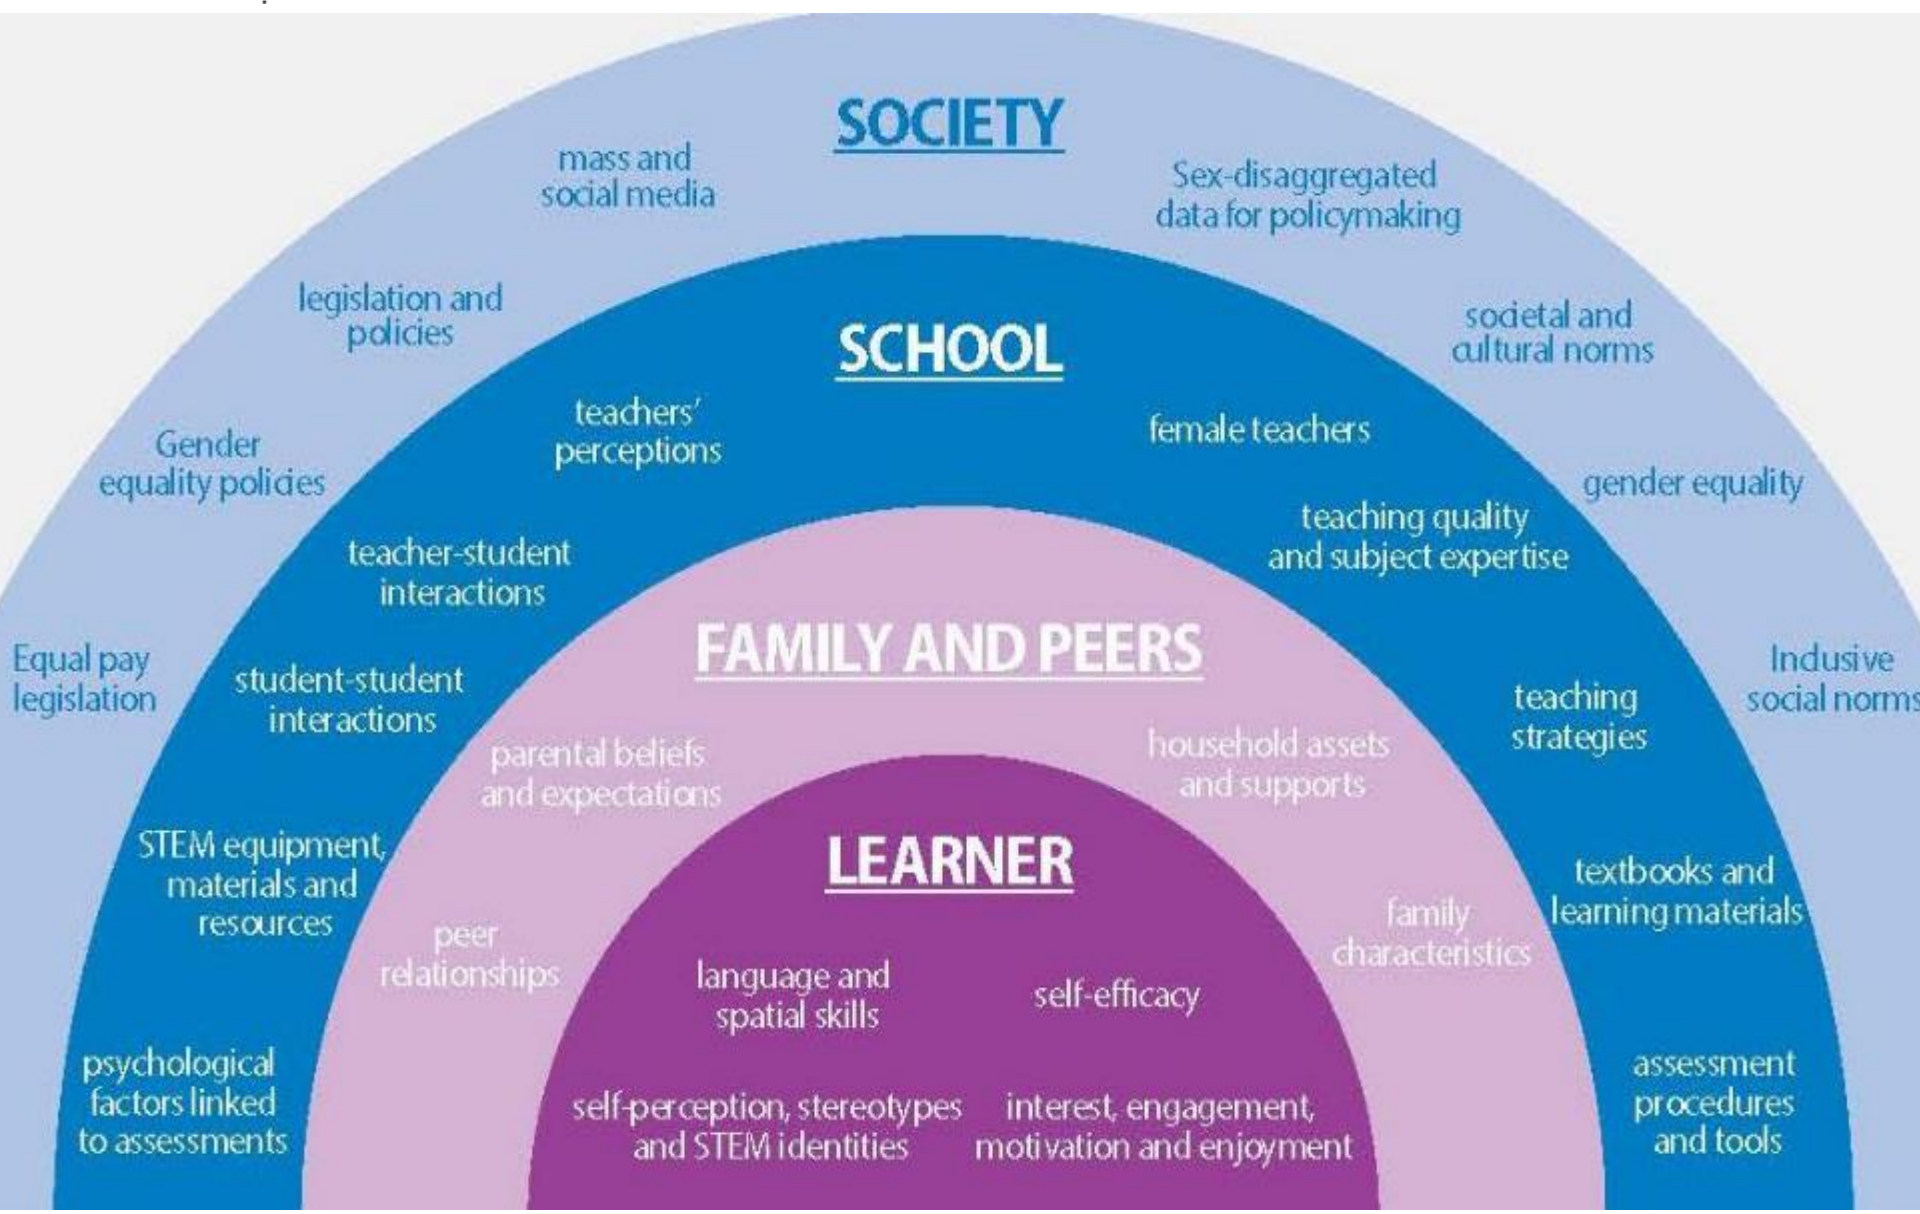 SOCIETY
mass and
social media
Sex-disaggregated
data for policymaking
legislation and
policies
societal and
cultural norms
Gender
equality policies
gender equality
Equal pay
legislation
Inclusive
social norms
SCHOOL
teachers'
perceptions
female teachers
teacher-student
interactions
teaching quality
and subject expertise
student-student
interactions
teaching
strategies
STEM equipment,
materials and
resources
textbooks and
learning materials
psychological
factors linked
to assessments
assessment
procedures
and tools
FAMILY AND PEERS
parental beliefs
and expectations
household assets
and supports
peer
relationships
family
characteristics
LEARNER
language and
spatial skills
self-efficacy
self-perception, stereotypes
and STEM identities
interest, engagement,
motivation and enjoyment